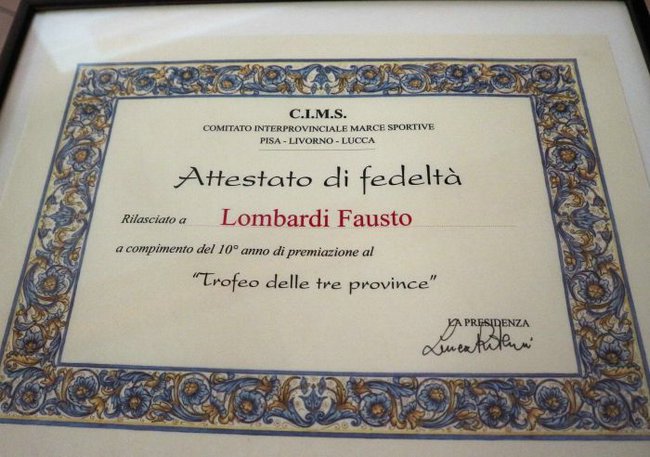 C.I.M.S.
COMITATO INTERPROVINCIALE MARCE SPORTIVE
PISA - LIVORNO - LUCCA
Attestato di fedeltà
Rilasciato a Lombardi Fausto
a compimento del 10° anno di premiazione al
“Trofeo delle tre province”
LA PRESIDENZA